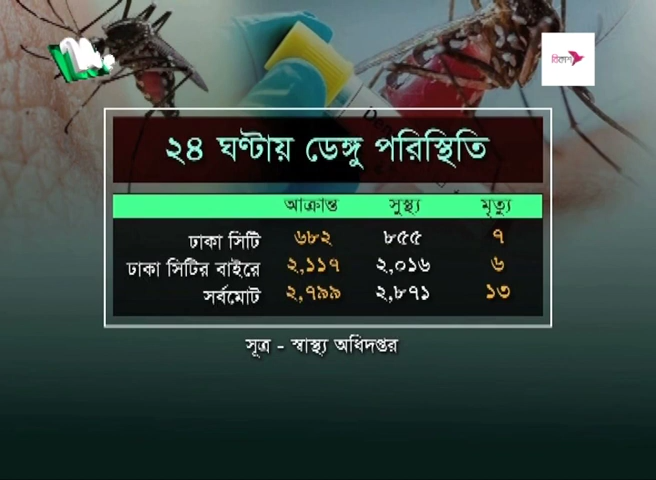 বিকাশ
২৪ ঘণ্টায় ডেঙ্গু পরিস্থিতি
আক্রান্ত সুস্থ্য মৃত্যু
ঢাকা সিটি ৬৮২ ৮৫৫ ৭
ঢাকা সিটির বাইরে ২,১১৭ ২,০১৬ ৬
সর্বমোট ২,৭৯৯ ২,৮৭১ ১৩
সূত্র - স্বাস্থ্য অধিদপ্তর